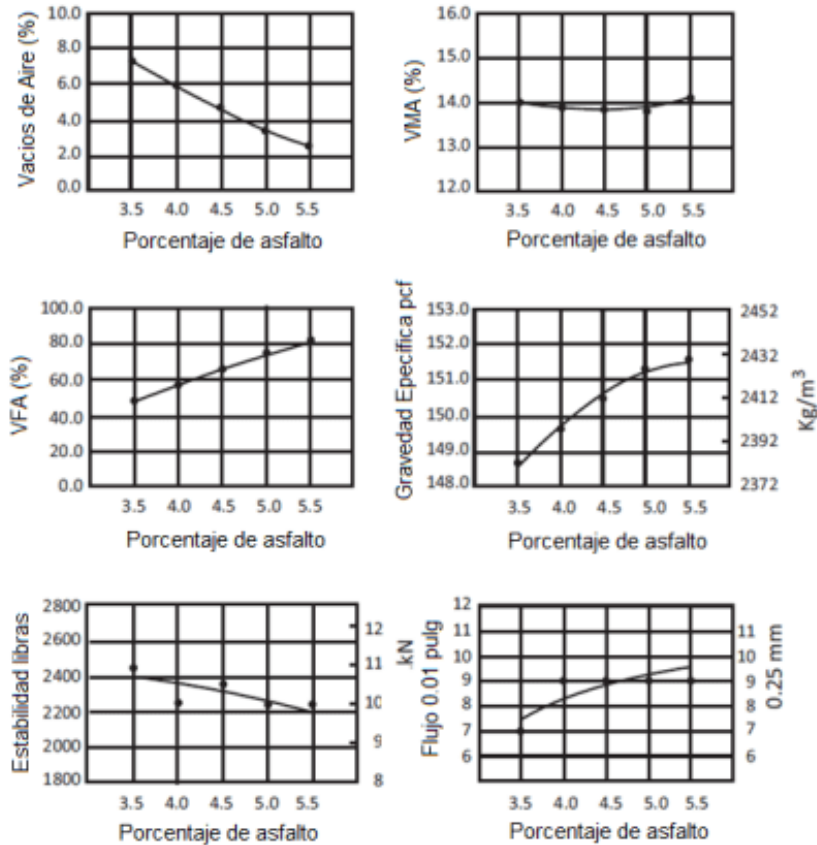 Vacios de Aire (%)
10.0
8.0
6.0
4.0
2.0
0.0
3.5 4.0 4.5 5.0 5.5
Porcentaje de asfalto
VMA (%)
16.0
15.0
14.0
13.0
12.0
3.5 4.0 4.5 5.0 5.5
Porcentaje de asfalto
VFA (%)
100.0
80.0
60.0
40.0
20.0
0.0
3.5 4.0 4.5 5.0 5.5
Porcentaje de asfalto
Gravedad Epecifica pcf
153.0
152.0
151.0
150.0
149.0
148.0
2452
2432
2412
2392
2372
Kg/m³
3.5 4.0 4.5 5.0 5.5
Porcentaje de asfalto
Estabilidad libras
2800
2600
2400
2200
2000
1800
12
11
10
9
8
.kN
3.5 4.0 4.5 5.0 5.5
Porcentaje de asfalto
Flujo 0.01 pulg
12
11
10
9
8
7
6
11
10
9
8
7
6
0.25 mm
3.5 4.0 4.5 5.0 5.5
Porcentaje de asfalto